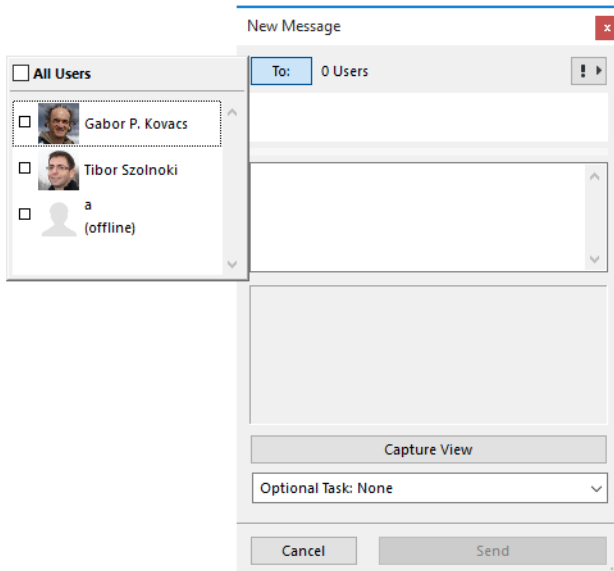 New Message
x
All Users
To: 0 Users !
Gabor P. Kovacs
Tibor Szolnoki
a
(offline)
Capture View
Optional Task: None
Cancel Send